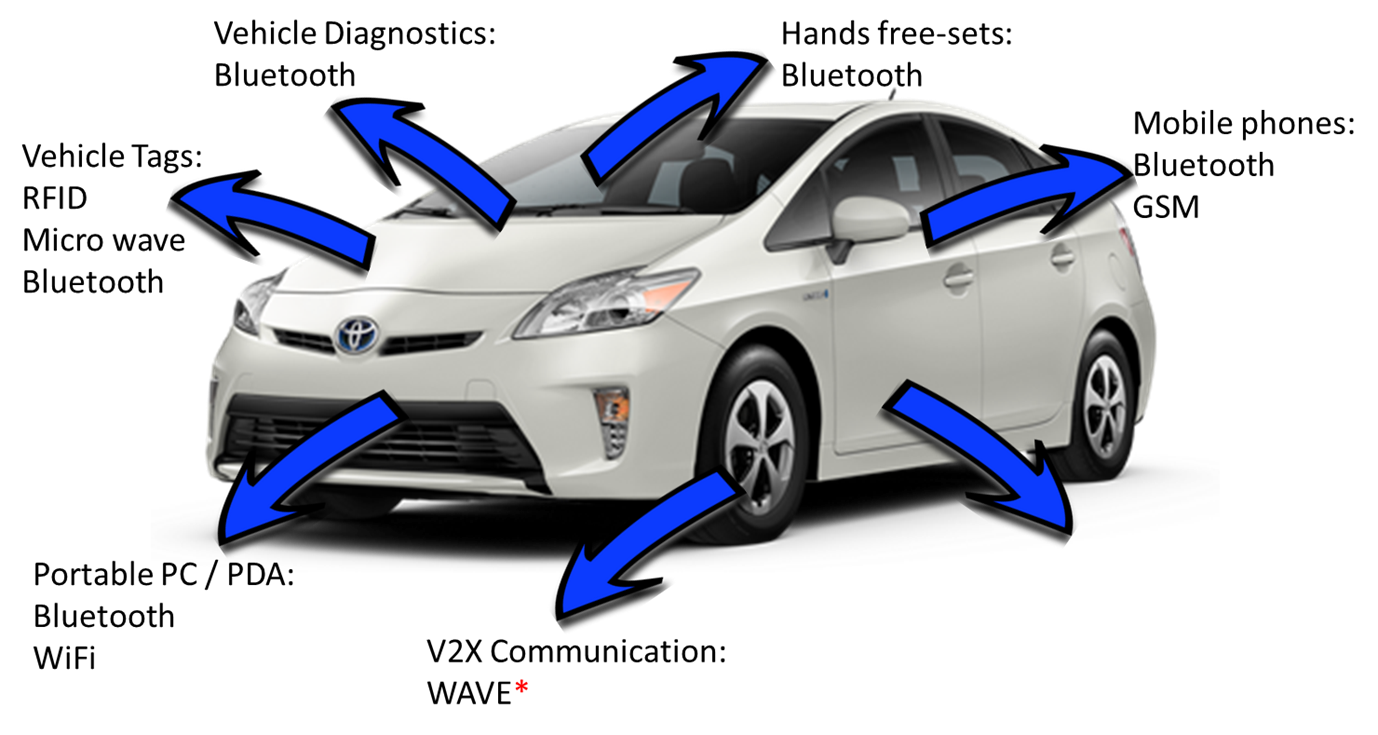 Vehicle Diagnostics:
Bluetooth
Hands free-sets:
Bluetooth
Mobile phones:
Bluetooth
GSM
Vehicle Tags:
RFID
Micro wave
Bluetooth
Portable PC / PDA:
Bluetooth
WiFi
V2X Communication:
WAVE*